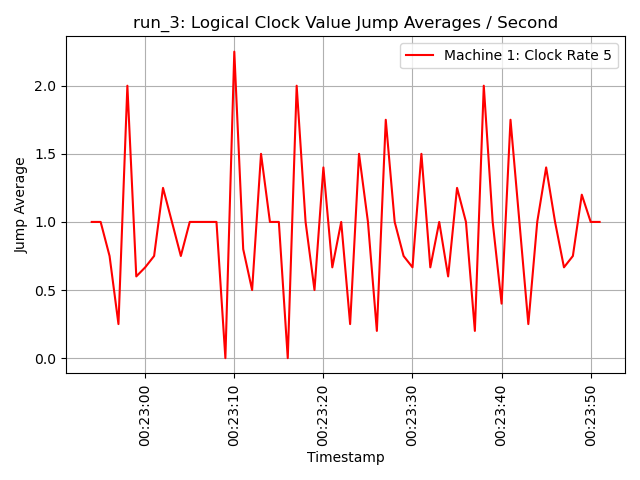 run_3: Logical Clock Value Jump Averages / Second
Machine 1: Clock Rate 5
Jump Average
2.0
1.5
1.0
0.5
0.0
00:23:00
00:23:10
00:23:20
00:23:30
00:23:40
00:23:50
Timestamp